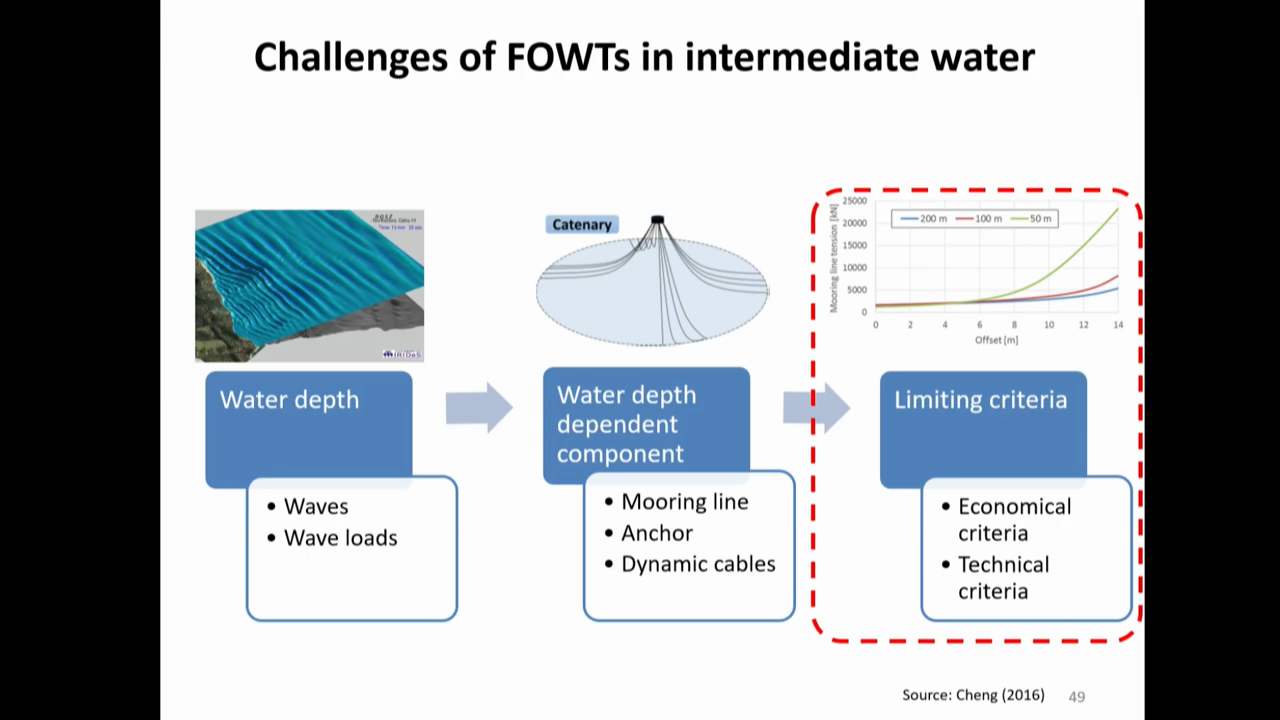 Challenges of FOWTs in intermediate water
Catenary
Mooring line tension [kN]
25000
20000
15000
10000
5000
0
200 m 100 m 50 m
0 2 4 6 8 10 12 14
Offset [m]
Water depth
• Waves
• Wave loads
Water depth
dependent
component
• Mooring line
• Anchor
• Dynamic cables
Limiting criteria
• Economical
criteria
• Technical
criteria
Source: Cheng (2016)
49